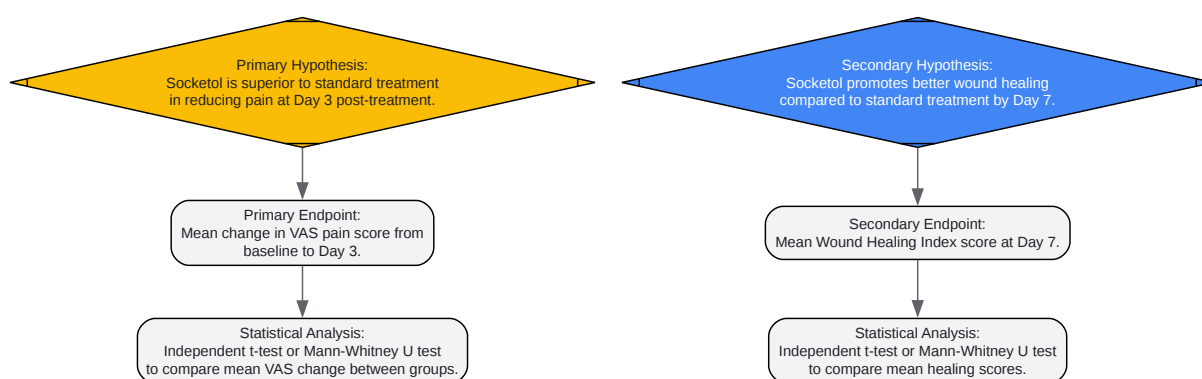 Primary Hypothesis:
Socketol is superior to standard treatment
in reducing pain at Day 3 post-treatment.
Primary Endpoint:
Mean change in VAS pain score from
baseline to Day 3.
Statistical Analysis:
Independent t-test or Mann-Whitney U test
to compare mean VAS change between groups.
Secondary Hypothesis:
Socketol promotes better wound healing
compared to standard treatment by Day 7.
Secondary Endpoint:
Mean Wound Healing Index score at Day 7.
Statistical Analysis:
Independent t-test or Mann-Whitney U test
to compare mean healing scores.